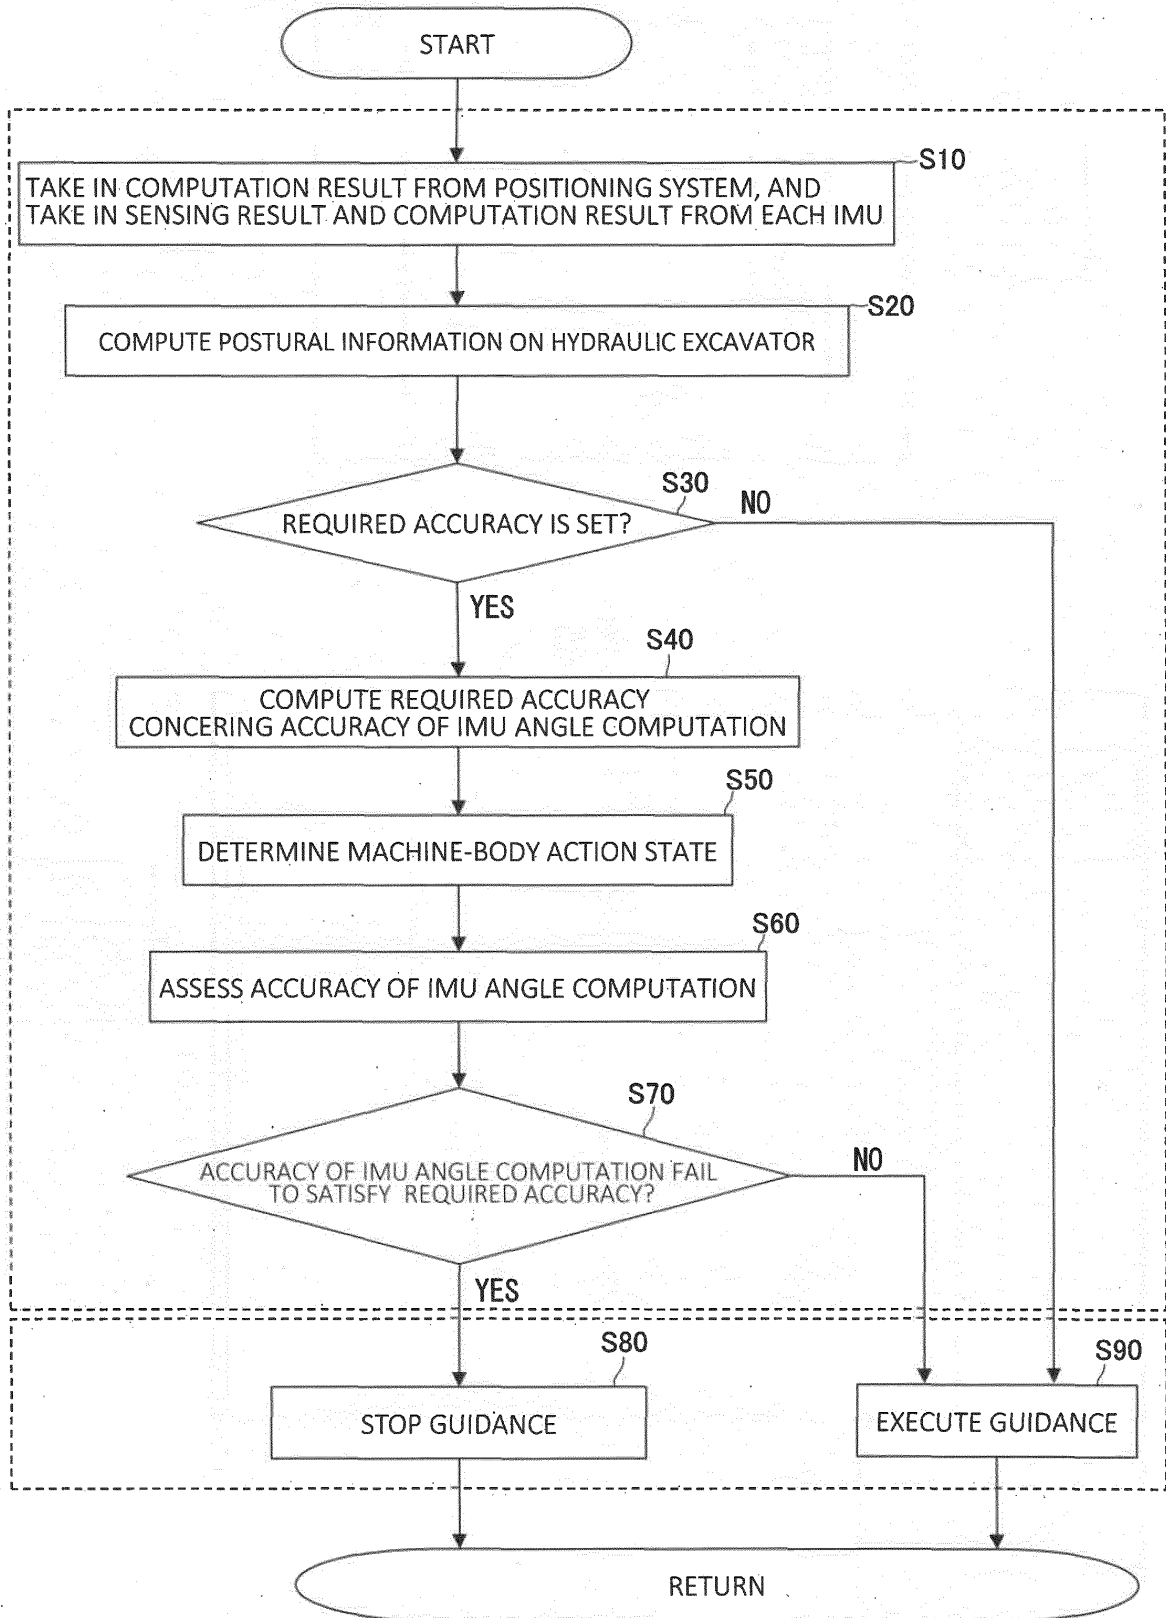 START
S10
TAKE IN COMPUTATION RESULT FROM POSITIONING SYSTEM, AND
TAKE IN SENSING RESULT AND COMPUTATION RESULT FROM EACH IMU
S20
COMPUTE POSTURAL INFORMATION ON HYDRAULIC EXCAVATOR
S30
NO
REQUIRED ACCURACY IS SET?
YES
S40
COMPUTE REQUIRED ACCURACY
CONCERING ACCURACY OF IMU ANGLE COMPUTATION
S50
DETERMINE MACHINE-BODY ACTION STATE
S60
ASSESS ACCURACY OF IMU ANGLE COMPUTATION
S70
NO
ACCURACY OF IMU ANGLE COMPUTATION FAIL
TO SATISFY REQUIRED ACCURACY?
YES
S80
S90
STOP GUIDANCE
EXECUTE GUIDANCE
RETURN